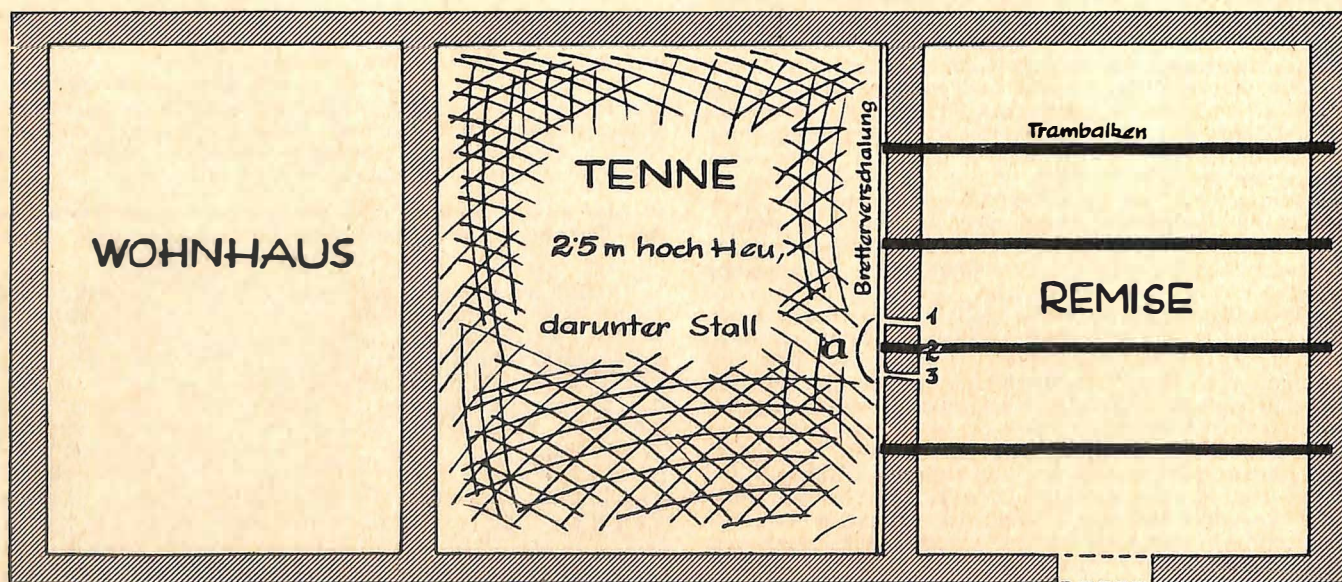 WOHNHAUS
TENNE
2'5 m hoch Heu,
darunter Stall
a
Bretterverschalung
Trambalken
REMISE
1
2
3